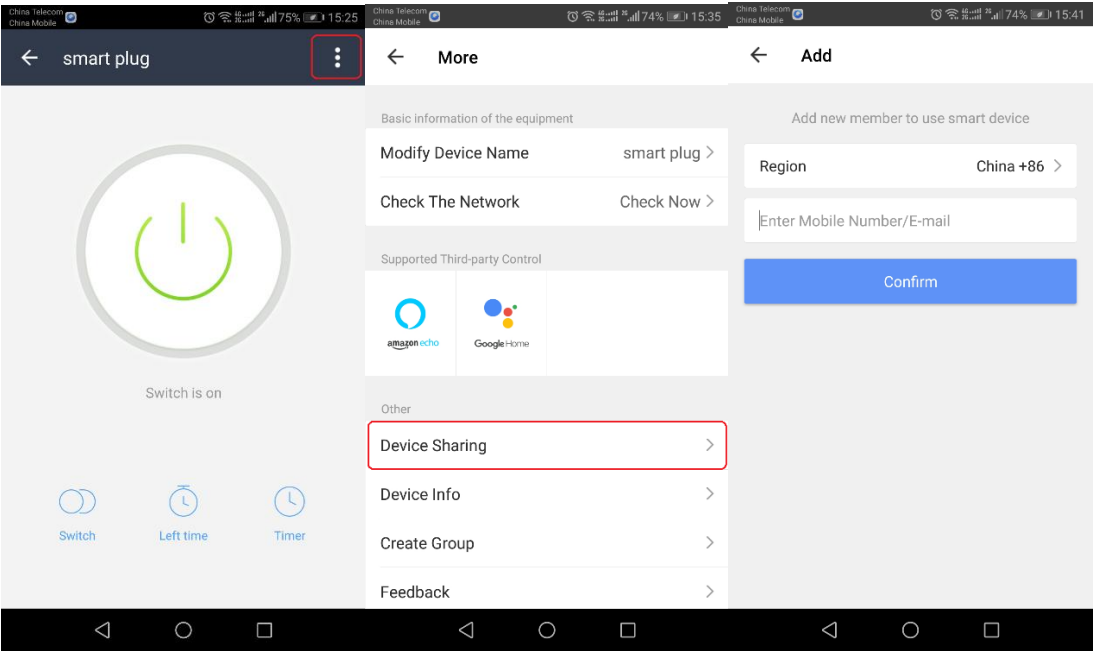 China Telecom
China Mobile
75% 15:25
smart plug
Switch is on
Switch
Left time
Timer
China Telecom
China Mobile
74% 15:35
More
Basic information of the equipment
Modify Device Name smart plug
Check The Network Check Now
Supported Third-party Control
amazon echo
Google Home
Other
Device Sharing
Device Info
Create Group
Feedback
China Telecom
China Mobile
74% 15:41
Add
Add new member to use smart device
Region China +86
Enter Mobile Number/E-mail
Confirm